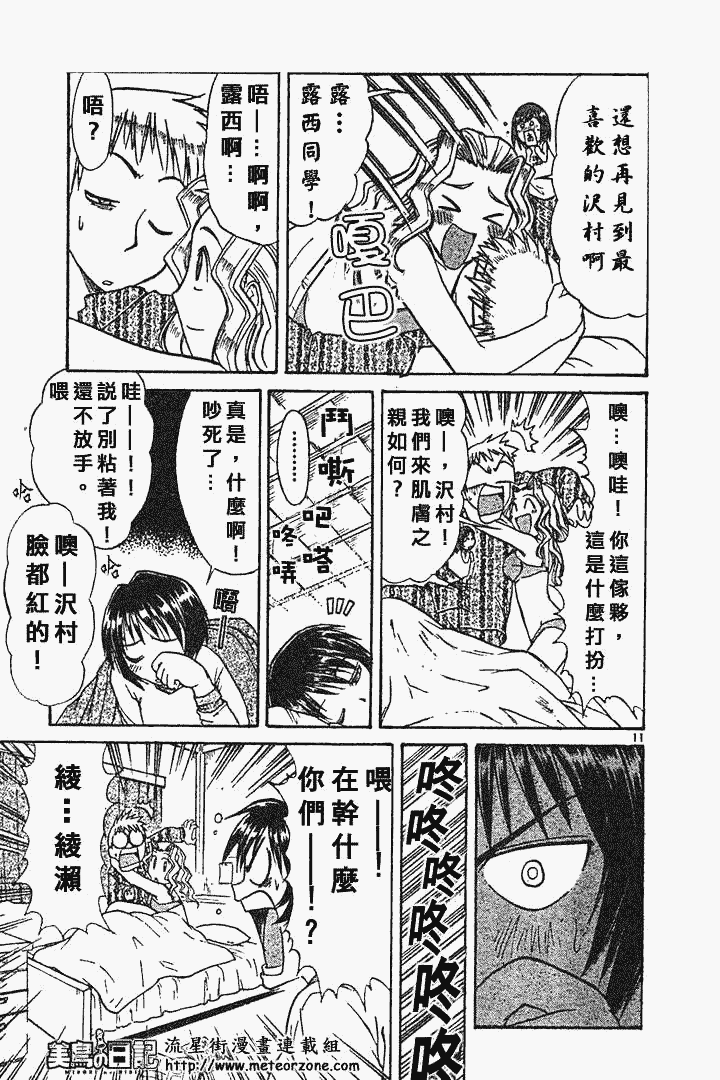 還想再見到最
喜歡的沢村啊
露…
露西同學！
嘎巴
唔—…啊啊，
露西啊…
唔？
噢…噢哇！你這傢夥，
這是什麼打扮…
噢—，沢村！
我們來肌膚之
親如何？
鬥嘶
吧嗒
咚哢
………
真是，什麼啊！
吵死了…
唔—
哇——！！
說了別粘著我！
還不放手。
喂
哈
哈
噢—沢村
臉都紅的！
11
咚咚咚咚咚咚
喂——！
在幹什麼
你們——！？
綾…綾瀨
美鳥の日記
流星街漫畫連載組
http://www.meteorzone.com/